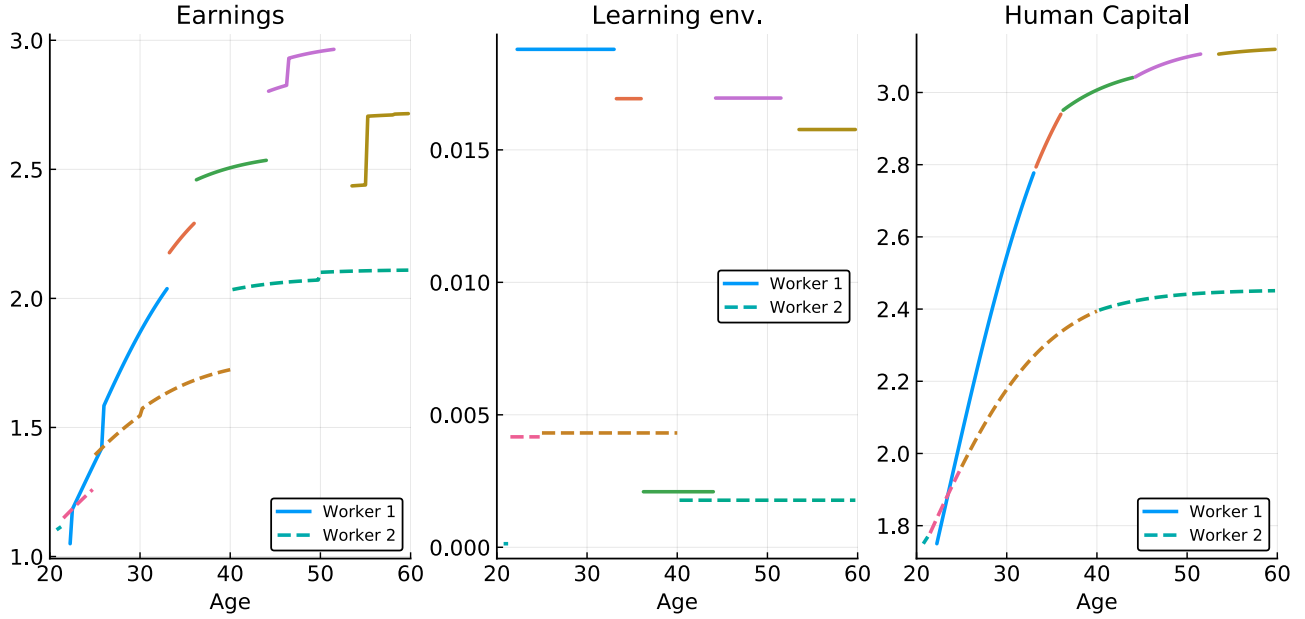 Earnings
3.0
2.5
2.0
1.5
1.0
20 30 40 50 60
Age
Worker 1
Worker 2
Learning env.
0.015
0.010
0.005
0.000
20 30 40 50 60
Age
Worker 1
Worker 2
Human Capital
3.0
2.8
2.6
2.4
2.2
2.0
1.8
20 30 40 50 60
Age
Worker 1
Worker 2